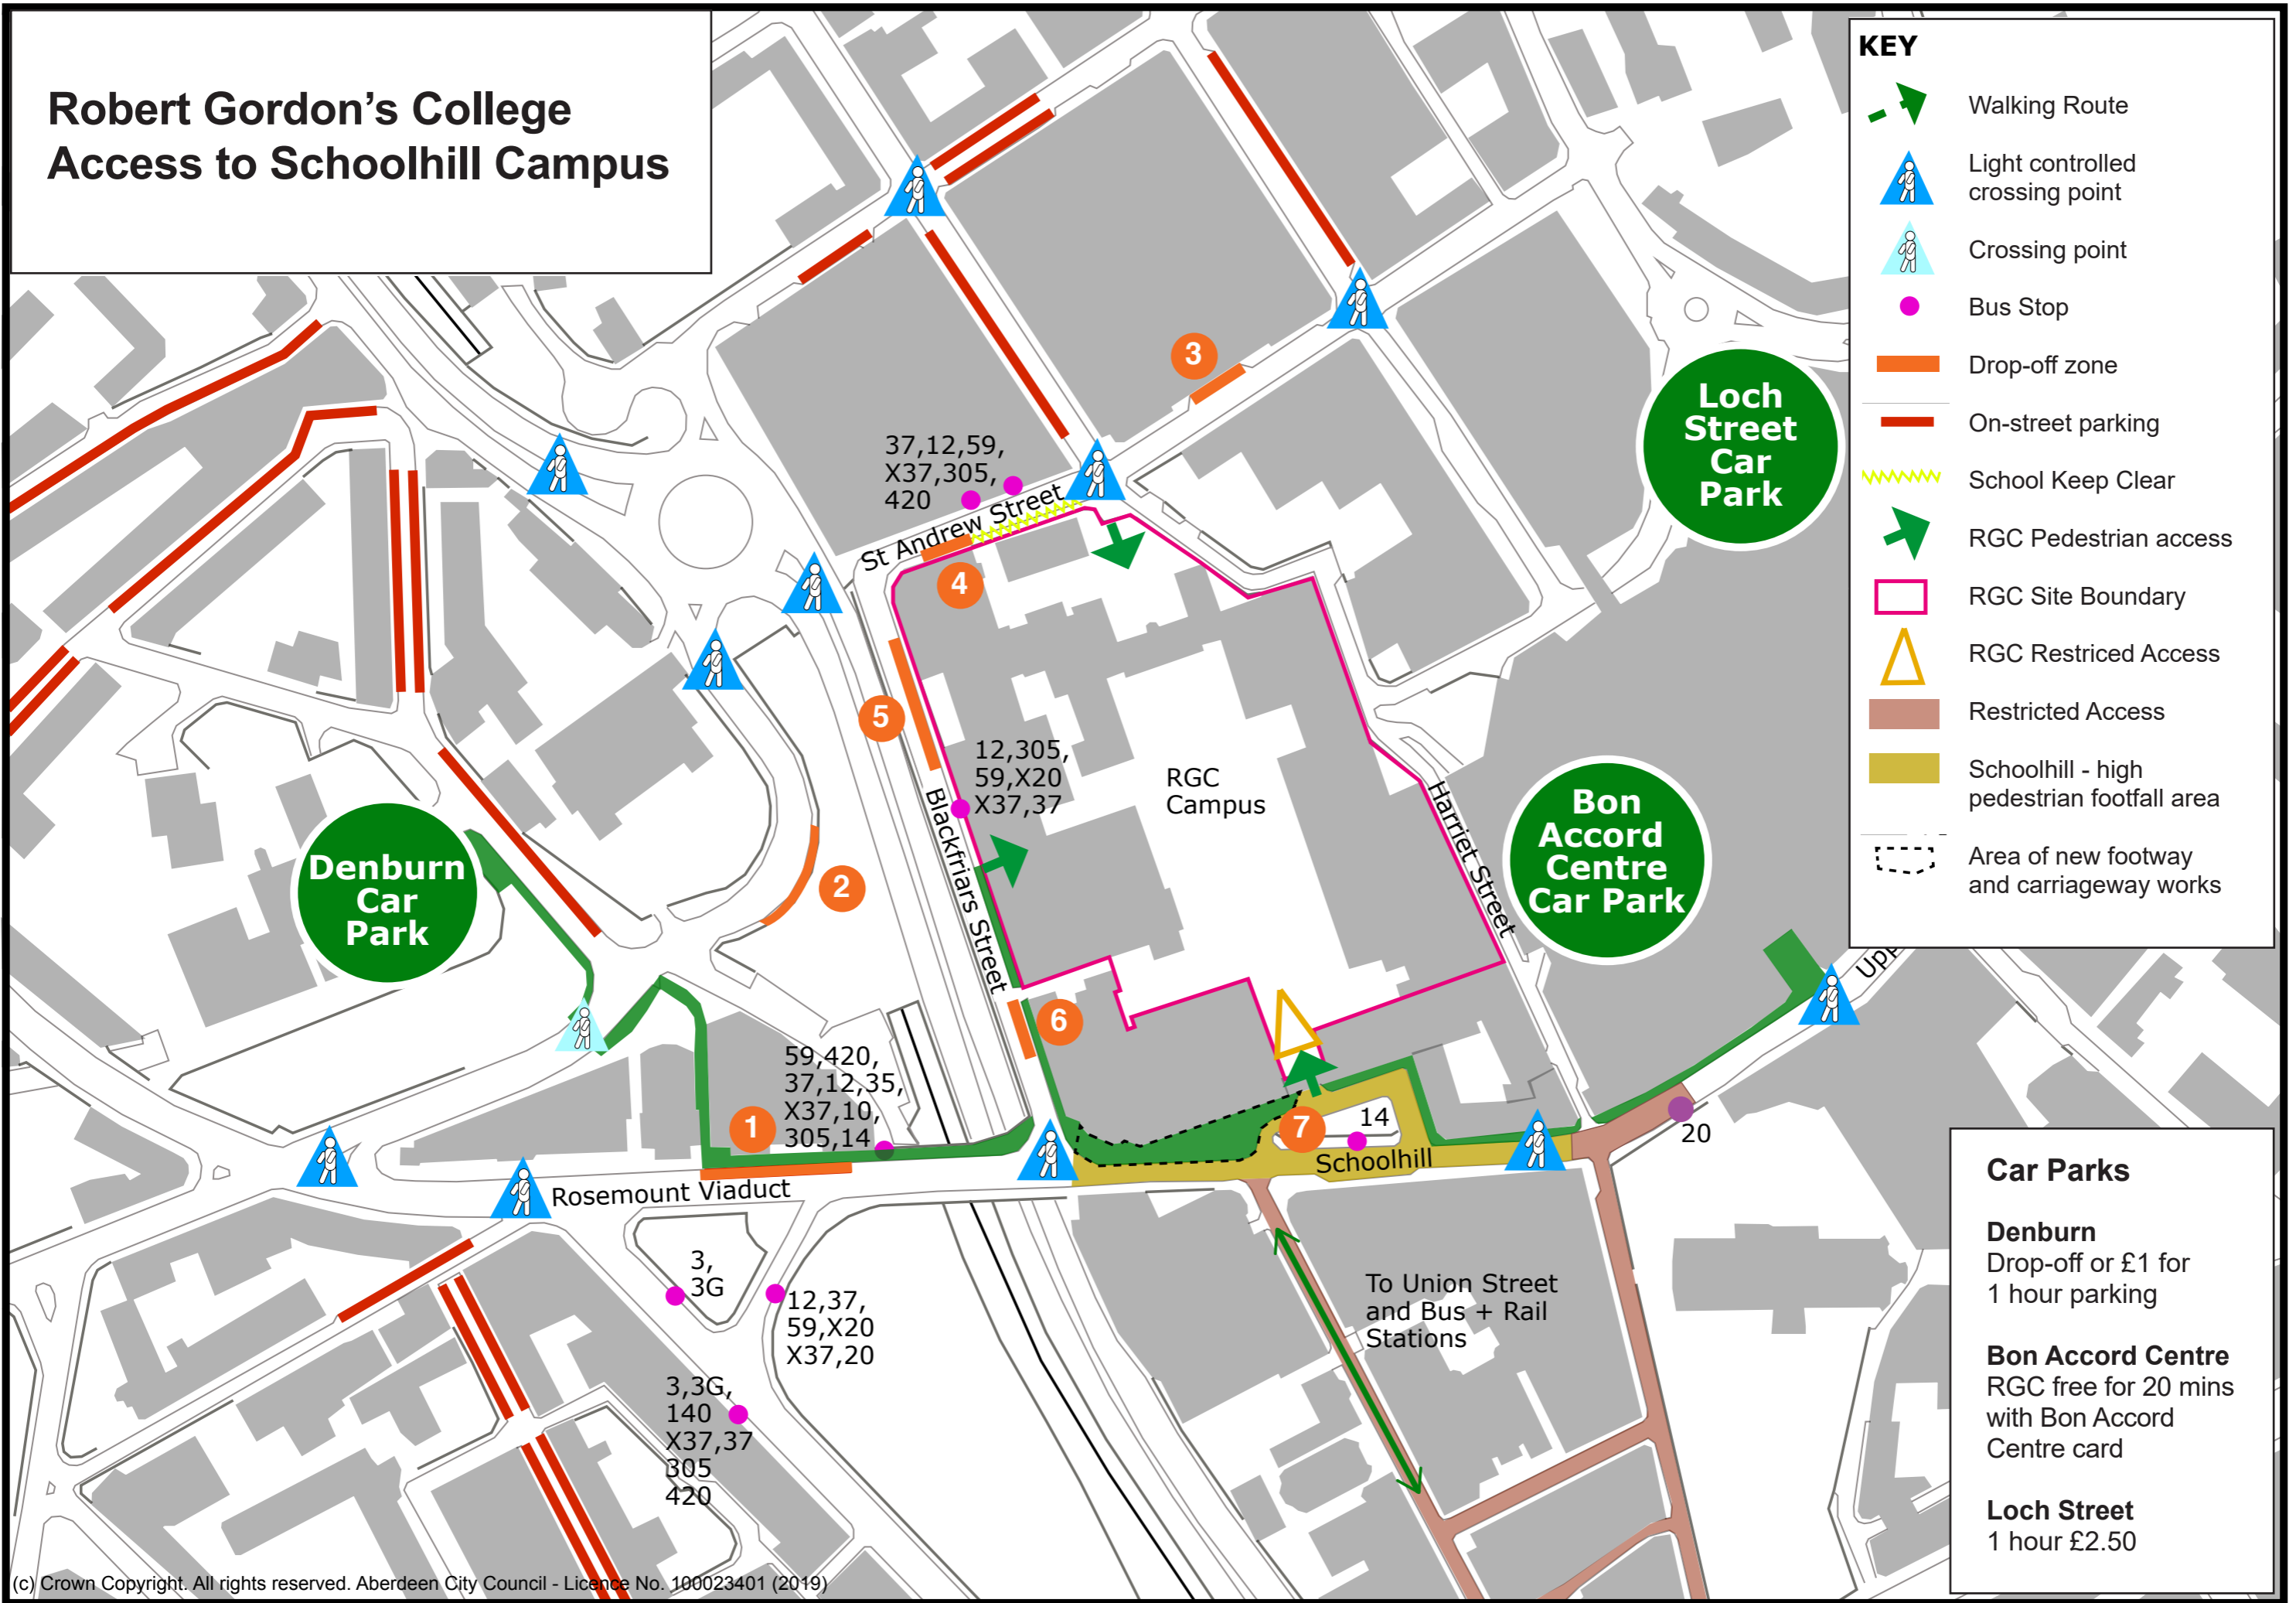 Robert Gordon's College
Access to Schoolhill Campus
KEY
Walking Route
Light controlled
crossing point
Crossing point
Bus Stop
Drop-off zone
On-street parking
School Keep Clear
RGC Pedestrian access
RGC Site Boundary
RGC Restriced Access
Restricted Access
Schoolhill - high
pedestrian footfall area
Area of new footway
and carriageway works
3
Loch
Street
Car
Park
37,12,59,
X37,305,
420
St Andrew Street
4
5
12,305,
59,X20
X37,37
RGC
Campus
Blackfriars Street
Harriet Street
Bon
Accord
Centre
Car Park
Denburn
Car
Park
2
Upp
6
59,420,
37,12,35,
X37,10,
305,14
1
7
14
Schoolhill
20
Rosemount Viaduct
3,
3G
12,37,
59,X20
X37,20
To Union Street
and Bus + Rail
Stations
3,3G,
140
X37,37
305
420
Car Parks
Denburn
Drop-off or £1 for
1 hour parking
Bon Accord Centre
RGC free for 20 mins
with Bon Accord
Centre card
Loch Street
1 hour £2.50
(c) Crown Copyright. All rights reserved. Aberdeen City Council - Licence No. 100023401 (2019)